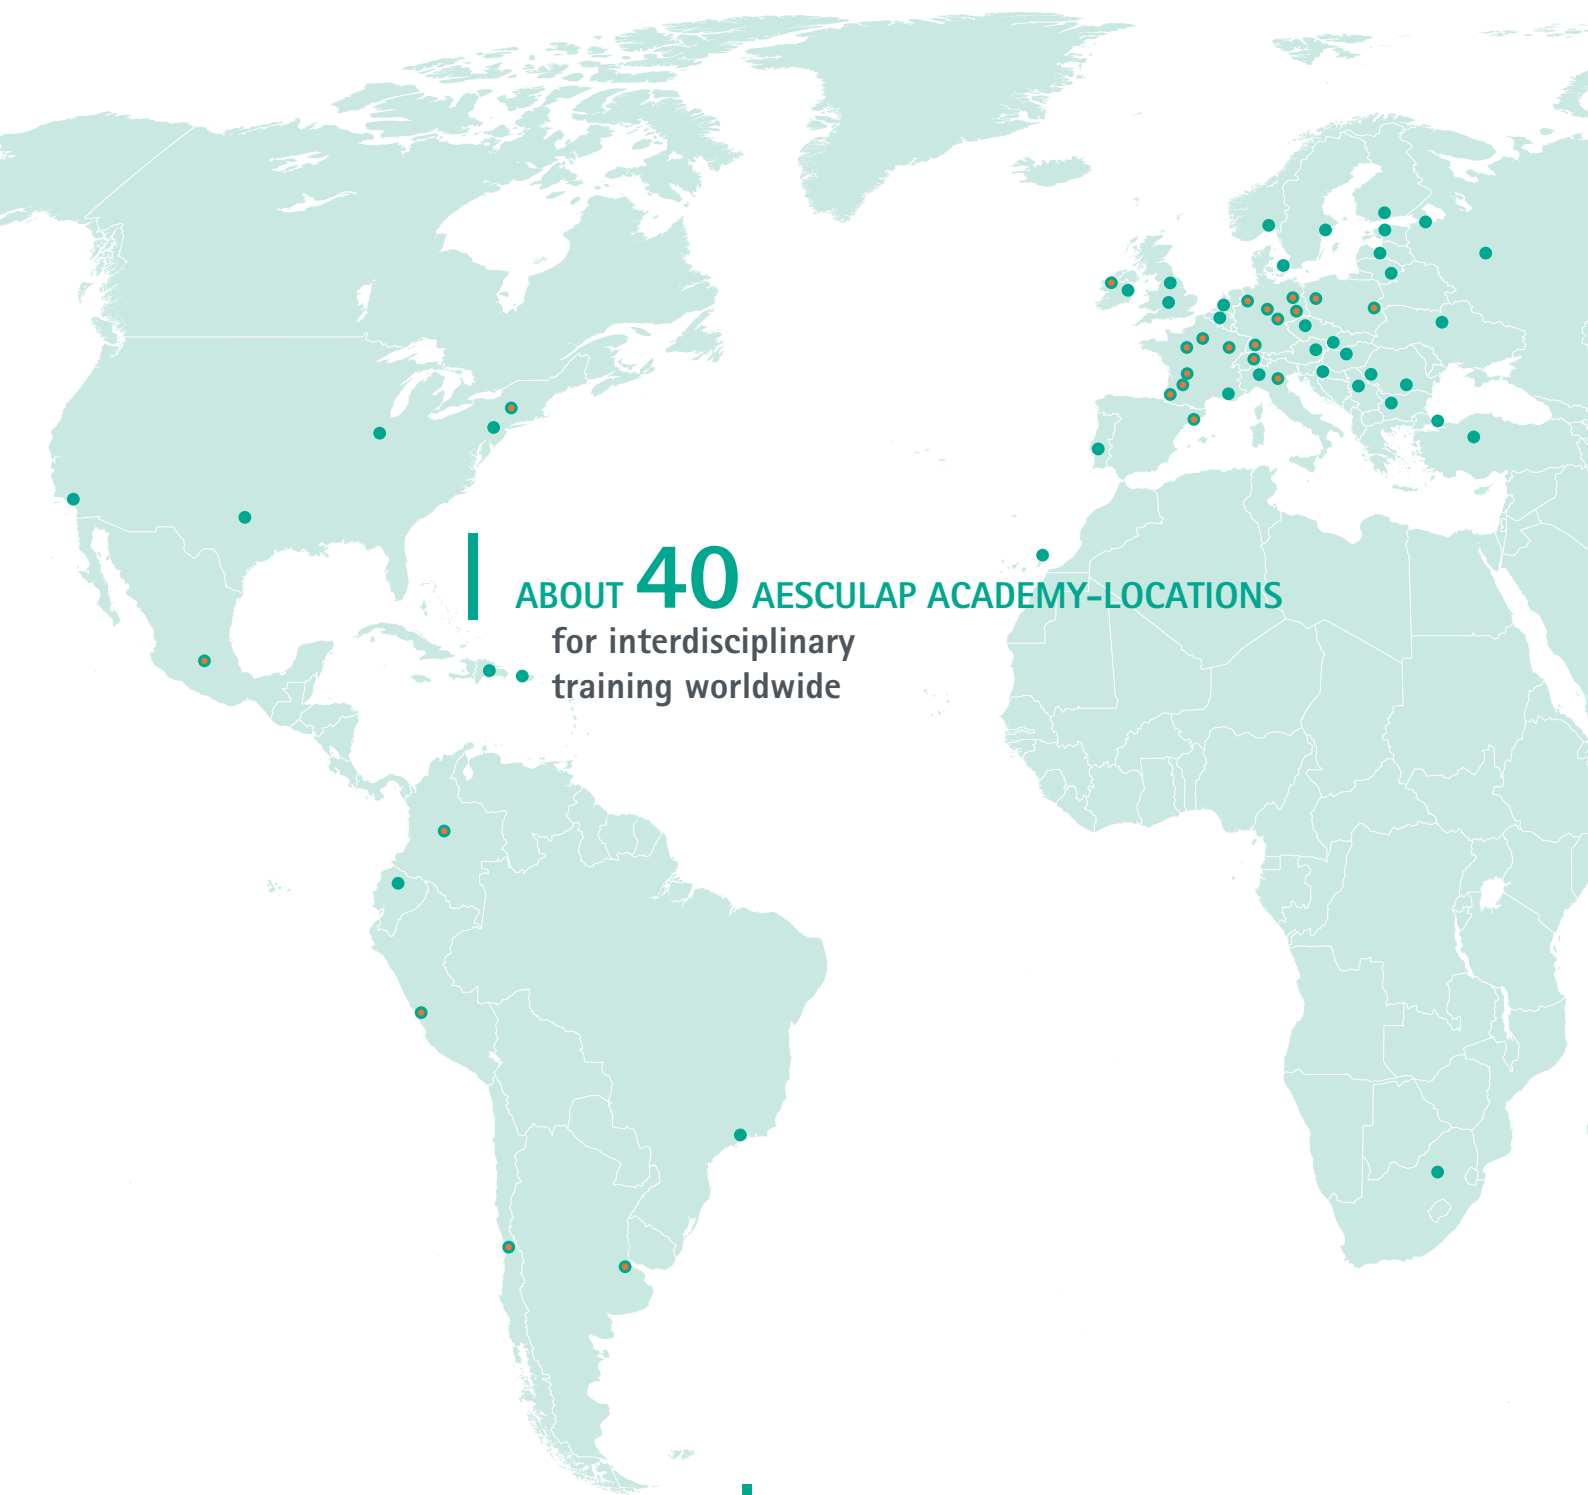 ABOUT 40 AESCULAP ACADEMY-LOCATIONS
for interdisciplinary
training worldwide